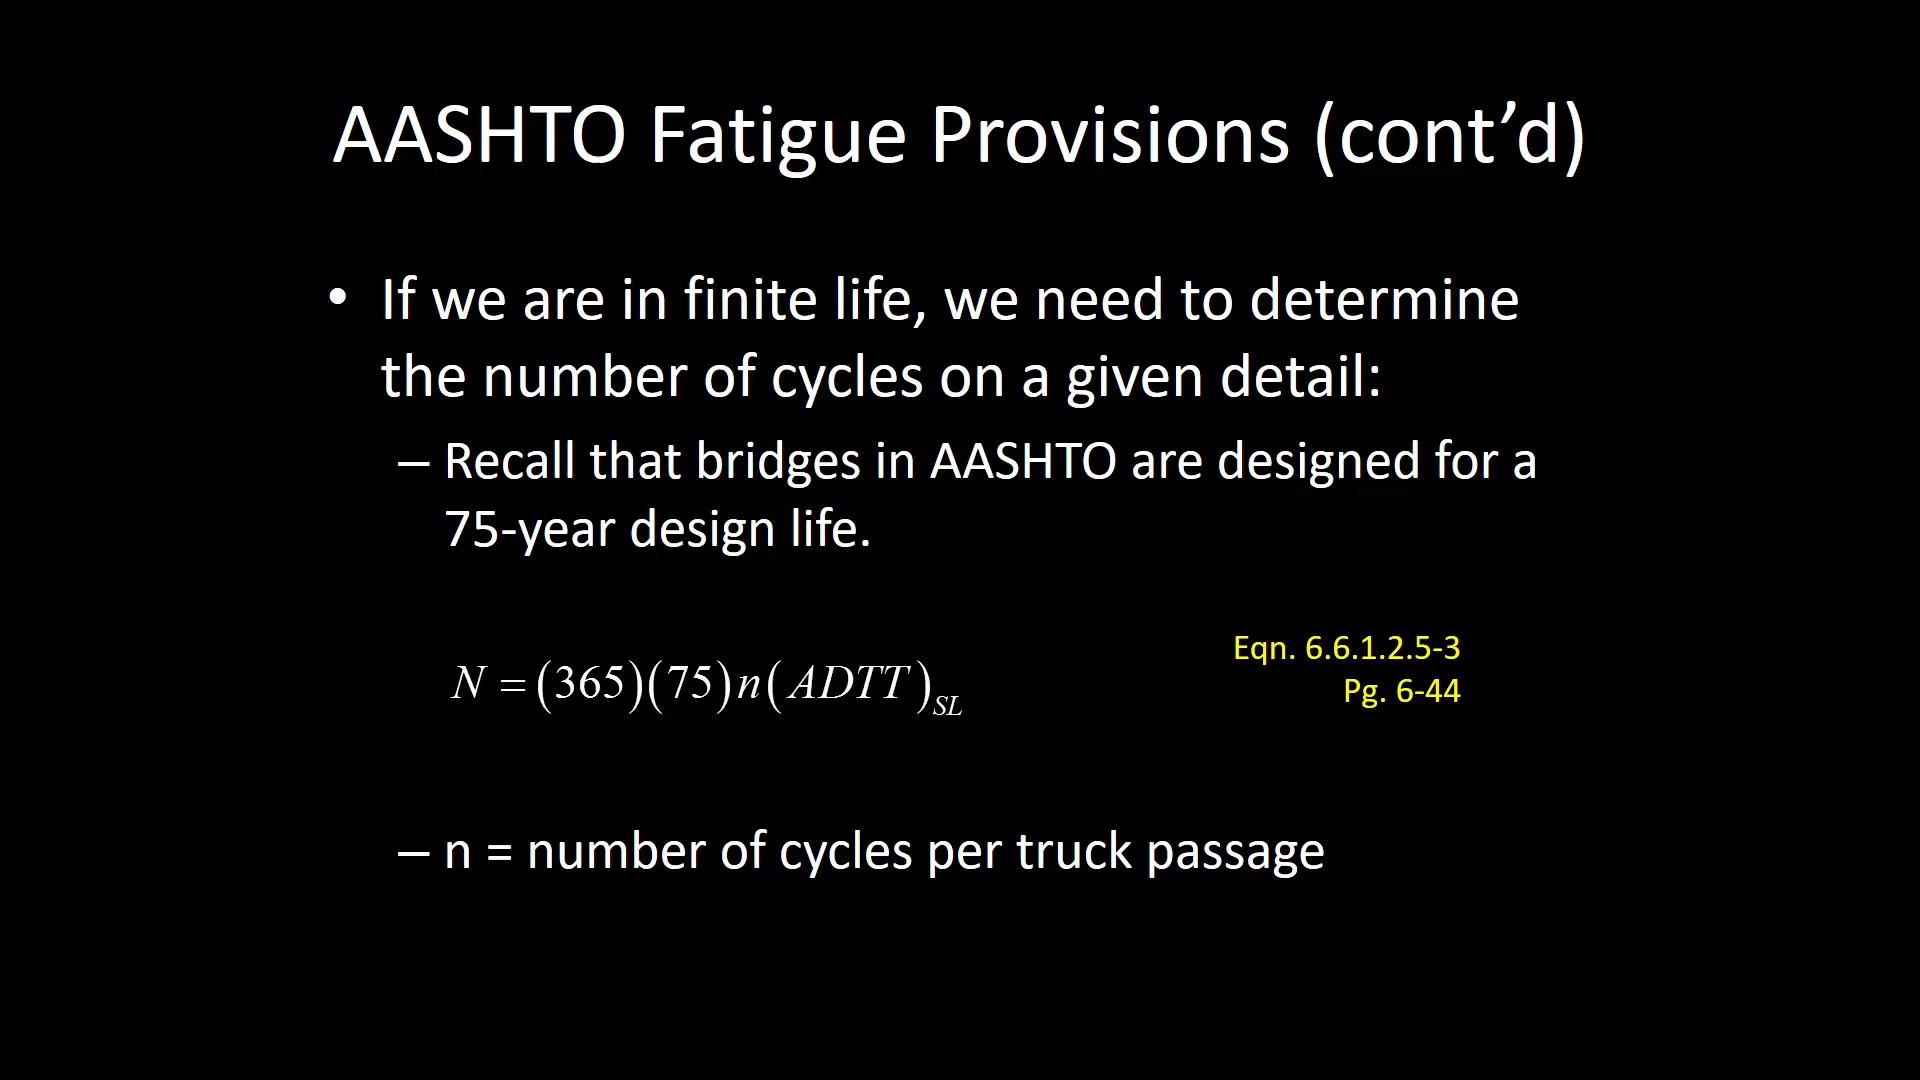 AASHTO Fatigue Provisions (cont’d)
• If we are in finite life, we need to determine
the number of cycles on a given detail:
– Recall that bridges in AASHTO are designed for a
75-year design life.
N = (365)(75)n(ADTT)SL
Eqn. 6.6.1.2.5-3
Pg. 6-44
– n = number of cycles per truck passage